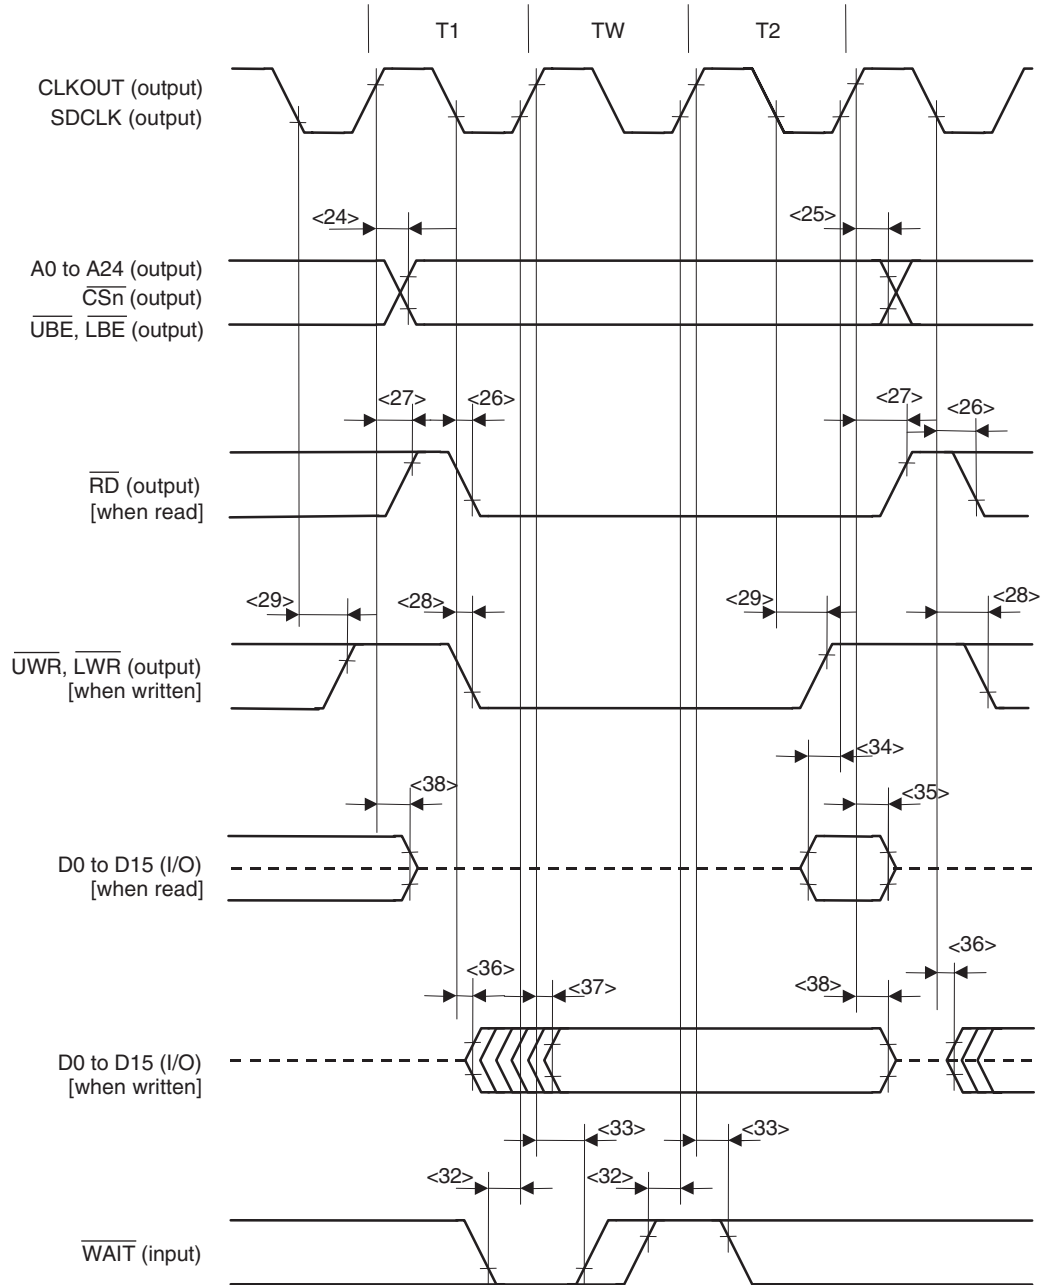 T1 TW T2
CLKOUT (output)
SDCLK (output)
<24> <25>
A0 to A24 (output)
CSn (output)
UBE, LBE (output)
<27> <26> <27> <26>
RD (output)
[when read]
<29> <28> <29> <28>
UWR, LWR (output)
[when written]
<34>
<38> <35>
D0 to D15 (I/O)
[when read]
<36> <37> <38> <36>
D0 to D15 (I/O)
[when written]
<33> <33>
<32> <32>
WAIT (input)